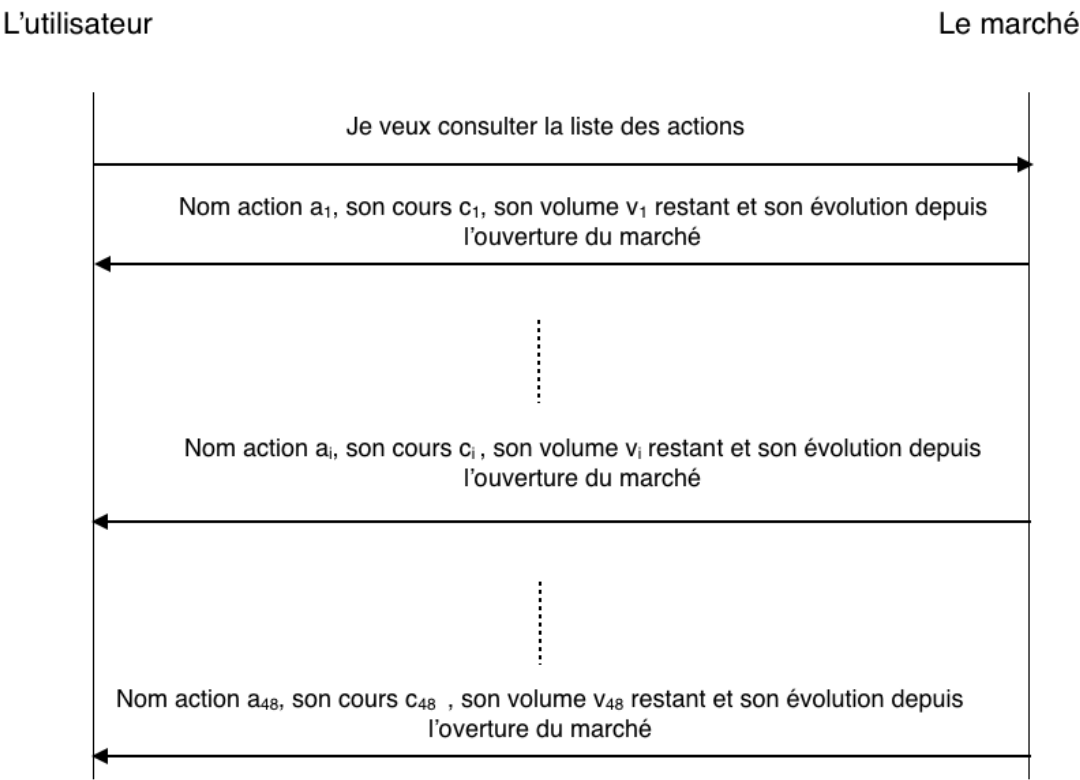 L'utilisateur
Le marché
Je veux consulter la liste des actions
Nom action a₁, son cours c₁, son volume v₁ restant et son évolution depuis
l'ouverture du marché
Nom action aᵢ, son cours cᵢ , son volume vᵢ restant et son évolution depuis
l'ouverture du marché
Nom action a₄₈, son cours c₄₈ , son volume v₄₈ restant et son évolution depuis
l'overture du marché